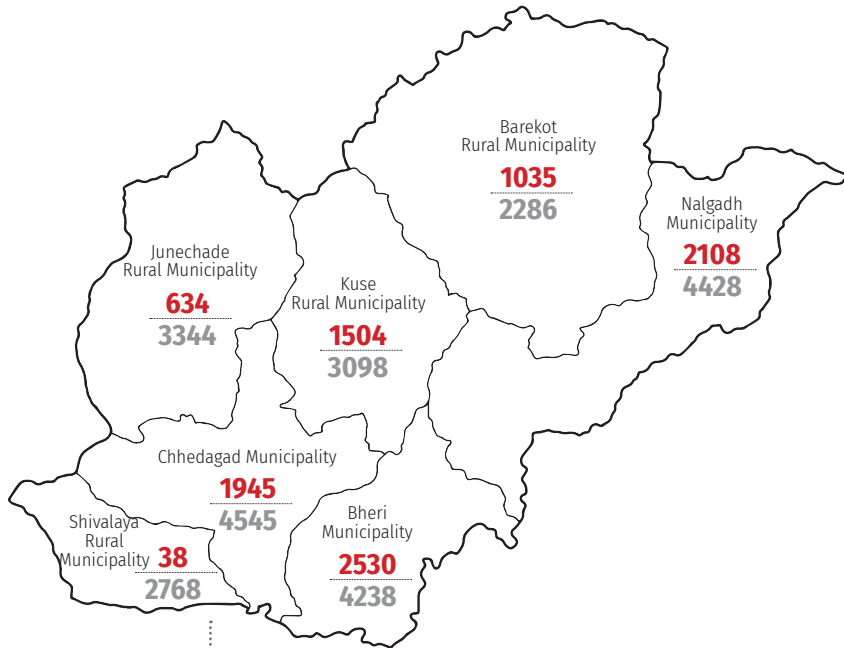 Barekot
Rural Municipality
1035
2286
Nalgadh
Municipality
2108
4428
Junechade
Rural Municipality
634
3344
Kuse
Rural Municipality
1504
3098
Chhedagad Municipality
1945
4545
Shivalaya
Rural
Municipality
38
2768
Bheri
Municipality
2530
4238